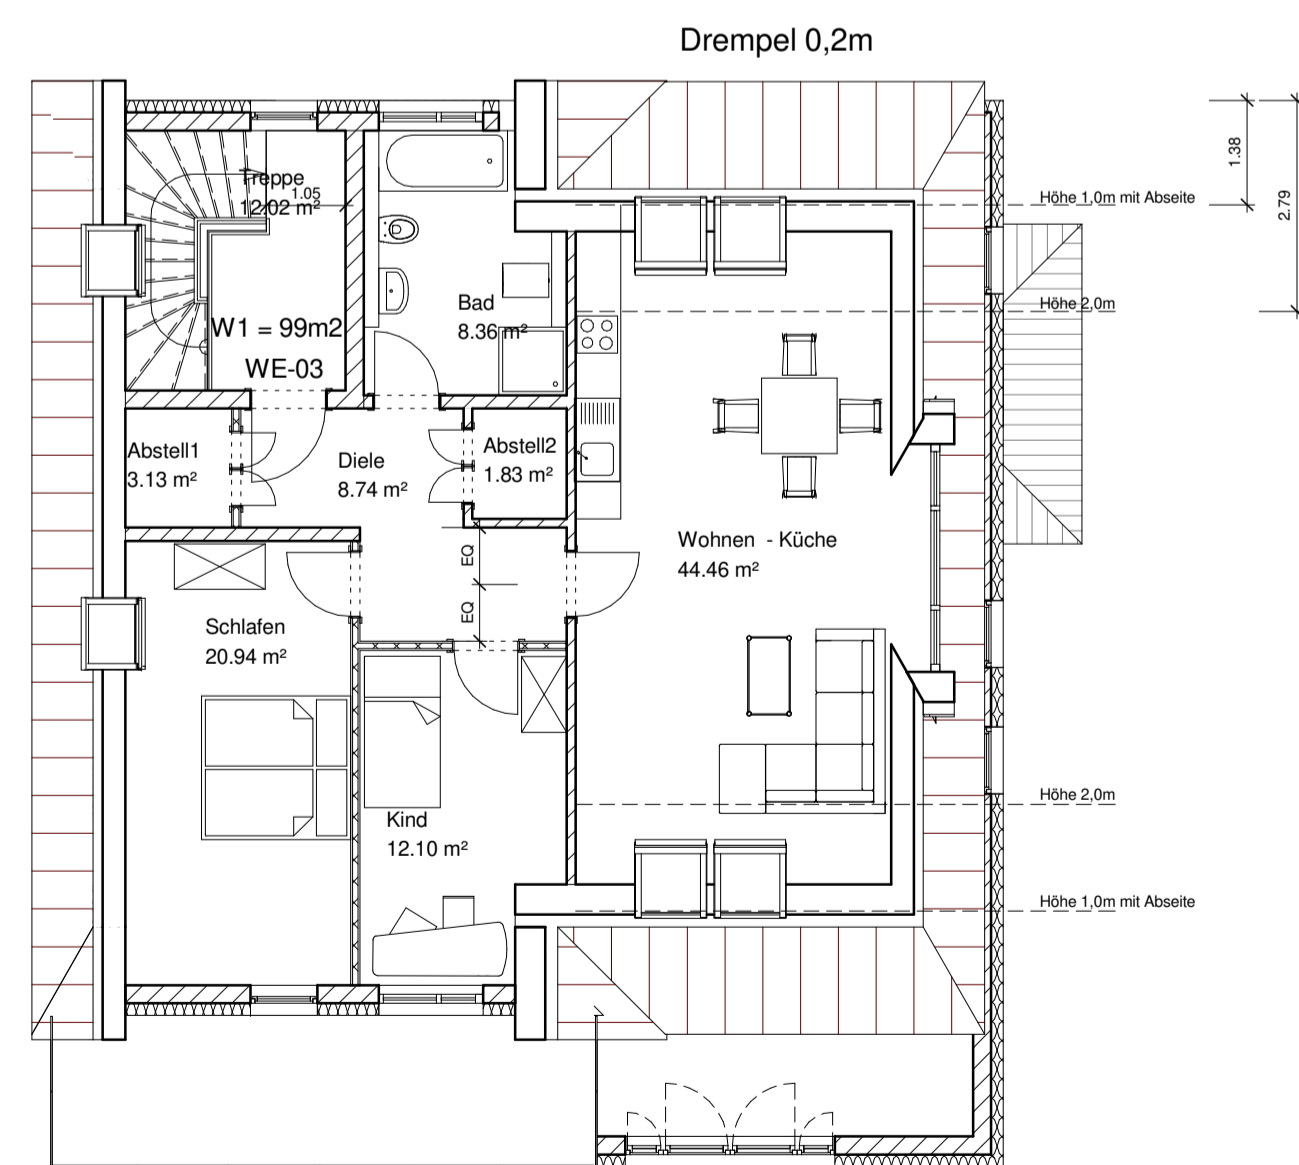 Drempel 0,2m
1.38
2.79
Höhe 1,0m mit Abseite
Treppe
1.05
12.02 m²
Höhe 2,0m
Bad
8.36 m²
W1 = 99m2
WE-03
Abstell1
3.13 m²
Diele
8.74 m²
Abstell2
1.83 m²
EQ
EQ
Wohnen - Küche
44.46 m²
Schlafen
20.94 m²
Höhe 2,0m
Kind
12.10 m²
Höhe 1,0m mit Abseite